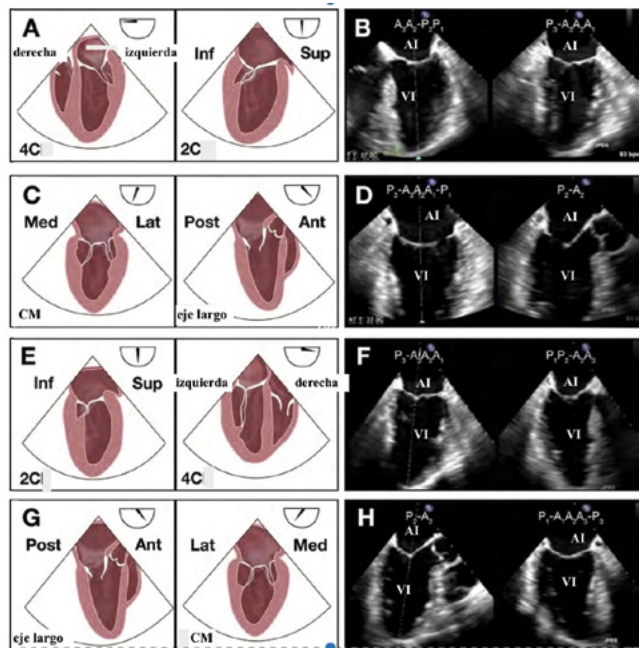 A
derecha izquierda
4C
Inf Sup
2C
B
A₃A₂-P₂P₁
AI
VI
P₃-A₃A₂A₁
AI
VI
C
Med Lat
CM
Post Ant
eje largo
D
P₃-A₃A₂A₁-P₁
AI
VI
P₂-A₂
AI
VI
E
Inf Sup
2C
izquierda derecha
4C
F
AI
VI
P₁P₂-A₂A₃
AI
VI
G
Post Ant
eje largo
Lat Med
CM
H
P₂-A₂
AI
VI
P₁-A₁A₂A₃-P₃
AI
VI